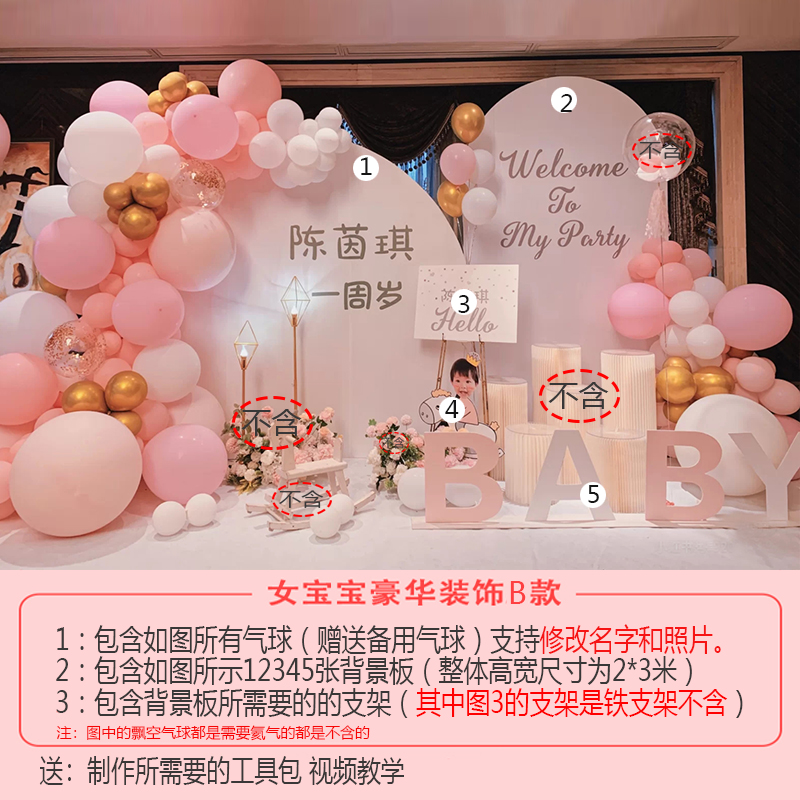 1
2
不含
Welcome
To
My Party
陈茵琪
一周岁
3
琪
Hello
4
不含
不含
不含
不含
5
BABY
女宝宝豪华装饰B款
1：包含如图所有气球（赠送备用气球）支持修改名字和照片。
2：包含如图所示12345张背景板（整体高宽尺寸为2*3米）
3：包含背景板所需要的的支架（其中图3的支架是铁支架不含）
注：图中的飘空气球都是需要氦气的都是不含的
送：制作所需要的工具包 视频教学